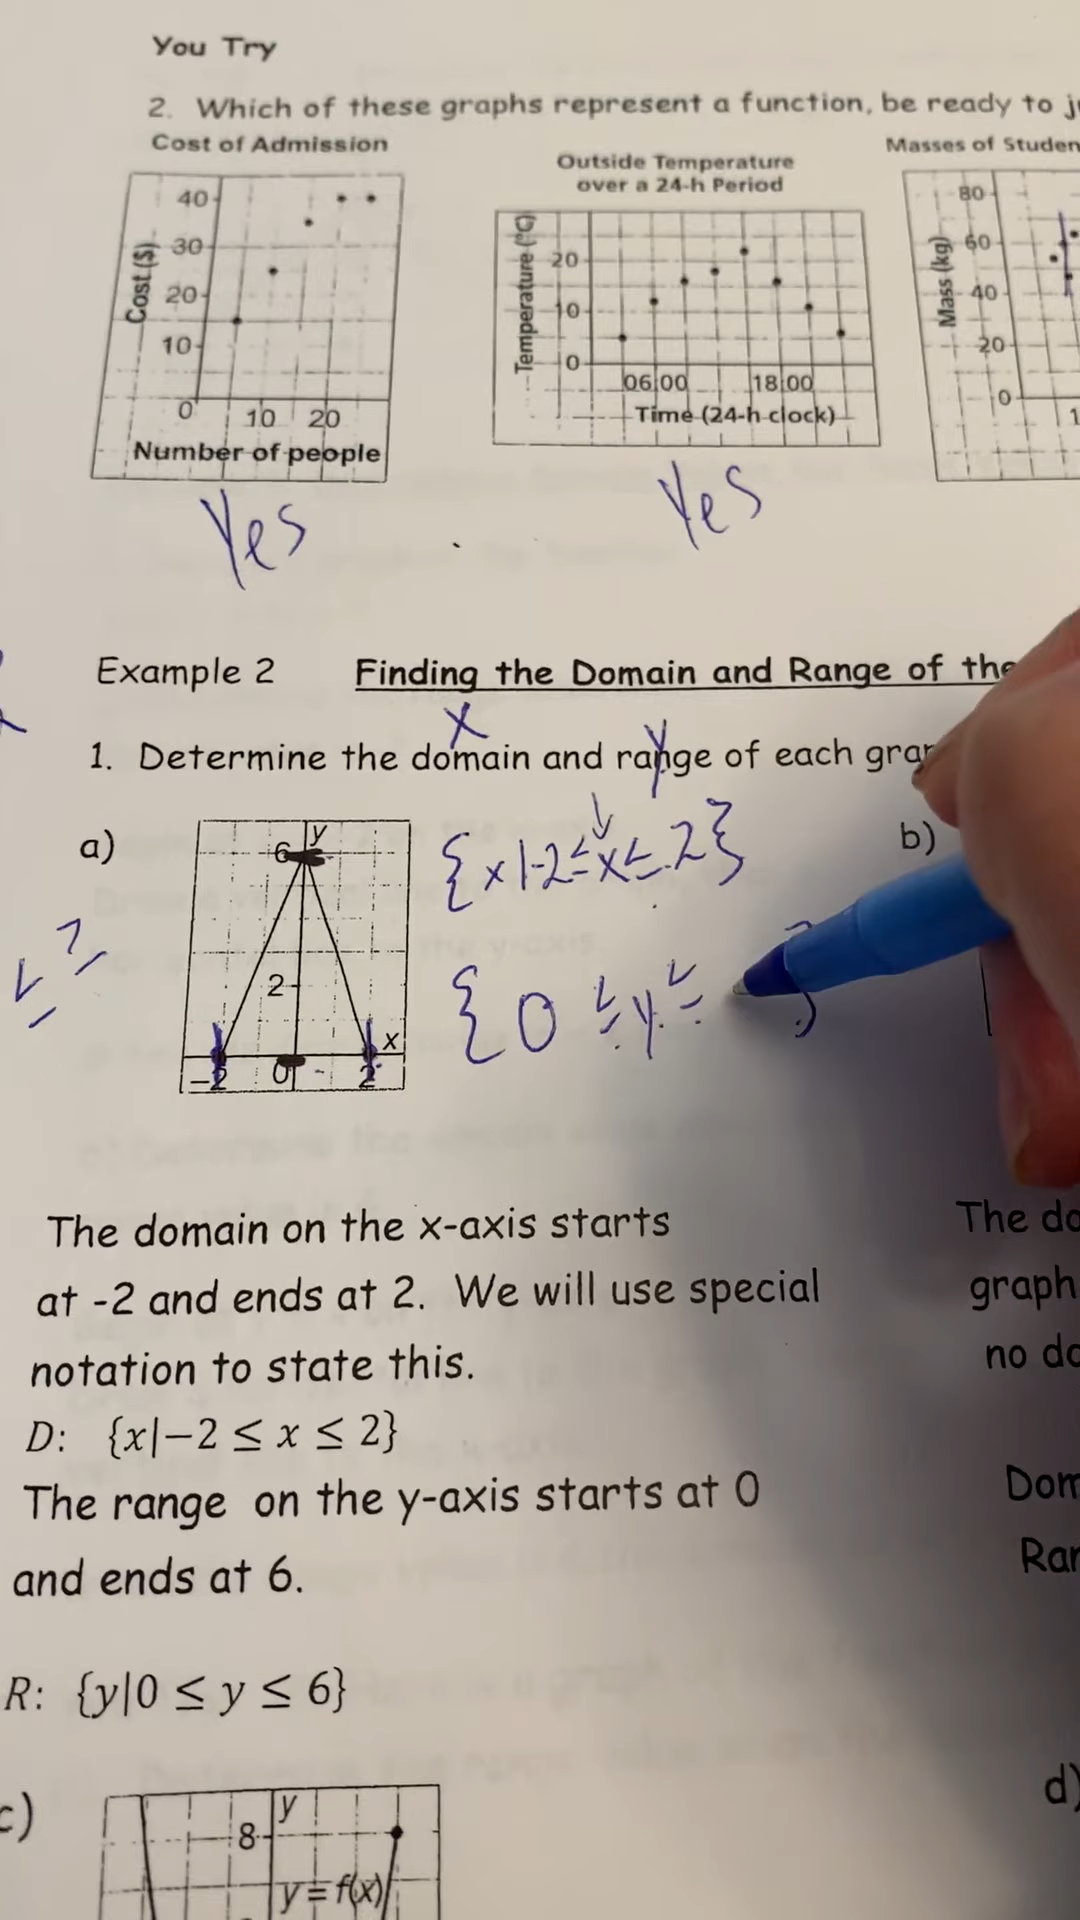 You Try
2. Which of these graphs represent a function, be ready to
Cost of Admission
40
30
20
10
0
10 20
Cost ($)
Number of people
Yes
Outside Temperature
over a 24-h Period
Temperature (°C)
20
10
0
06:00 18:00
Time (24-h clock)
Yes
Masses of Studen
80
60
40
20
0
1
Mass (kg)
Example 2 Finding the Domain and Range of the
x y
1. Determine the domain and range of each gra
a)
y
6
2
x
-2 0 2
{x|-2≤x≤2}
{0≤y≤ }
≤ ≥
b)
The domain on the x-axis starts
at -2 and ends at 2. We will use special
notation to state this.
D: {x|−2 ≤ x ≤ 2}
The range on the y-axis starts at 0
and ends at 6.
R: {y|0 ≤ y ≤ 6}
The do
graph
no do
Dom
Ran
c)
y
8
y = f(x)
d)